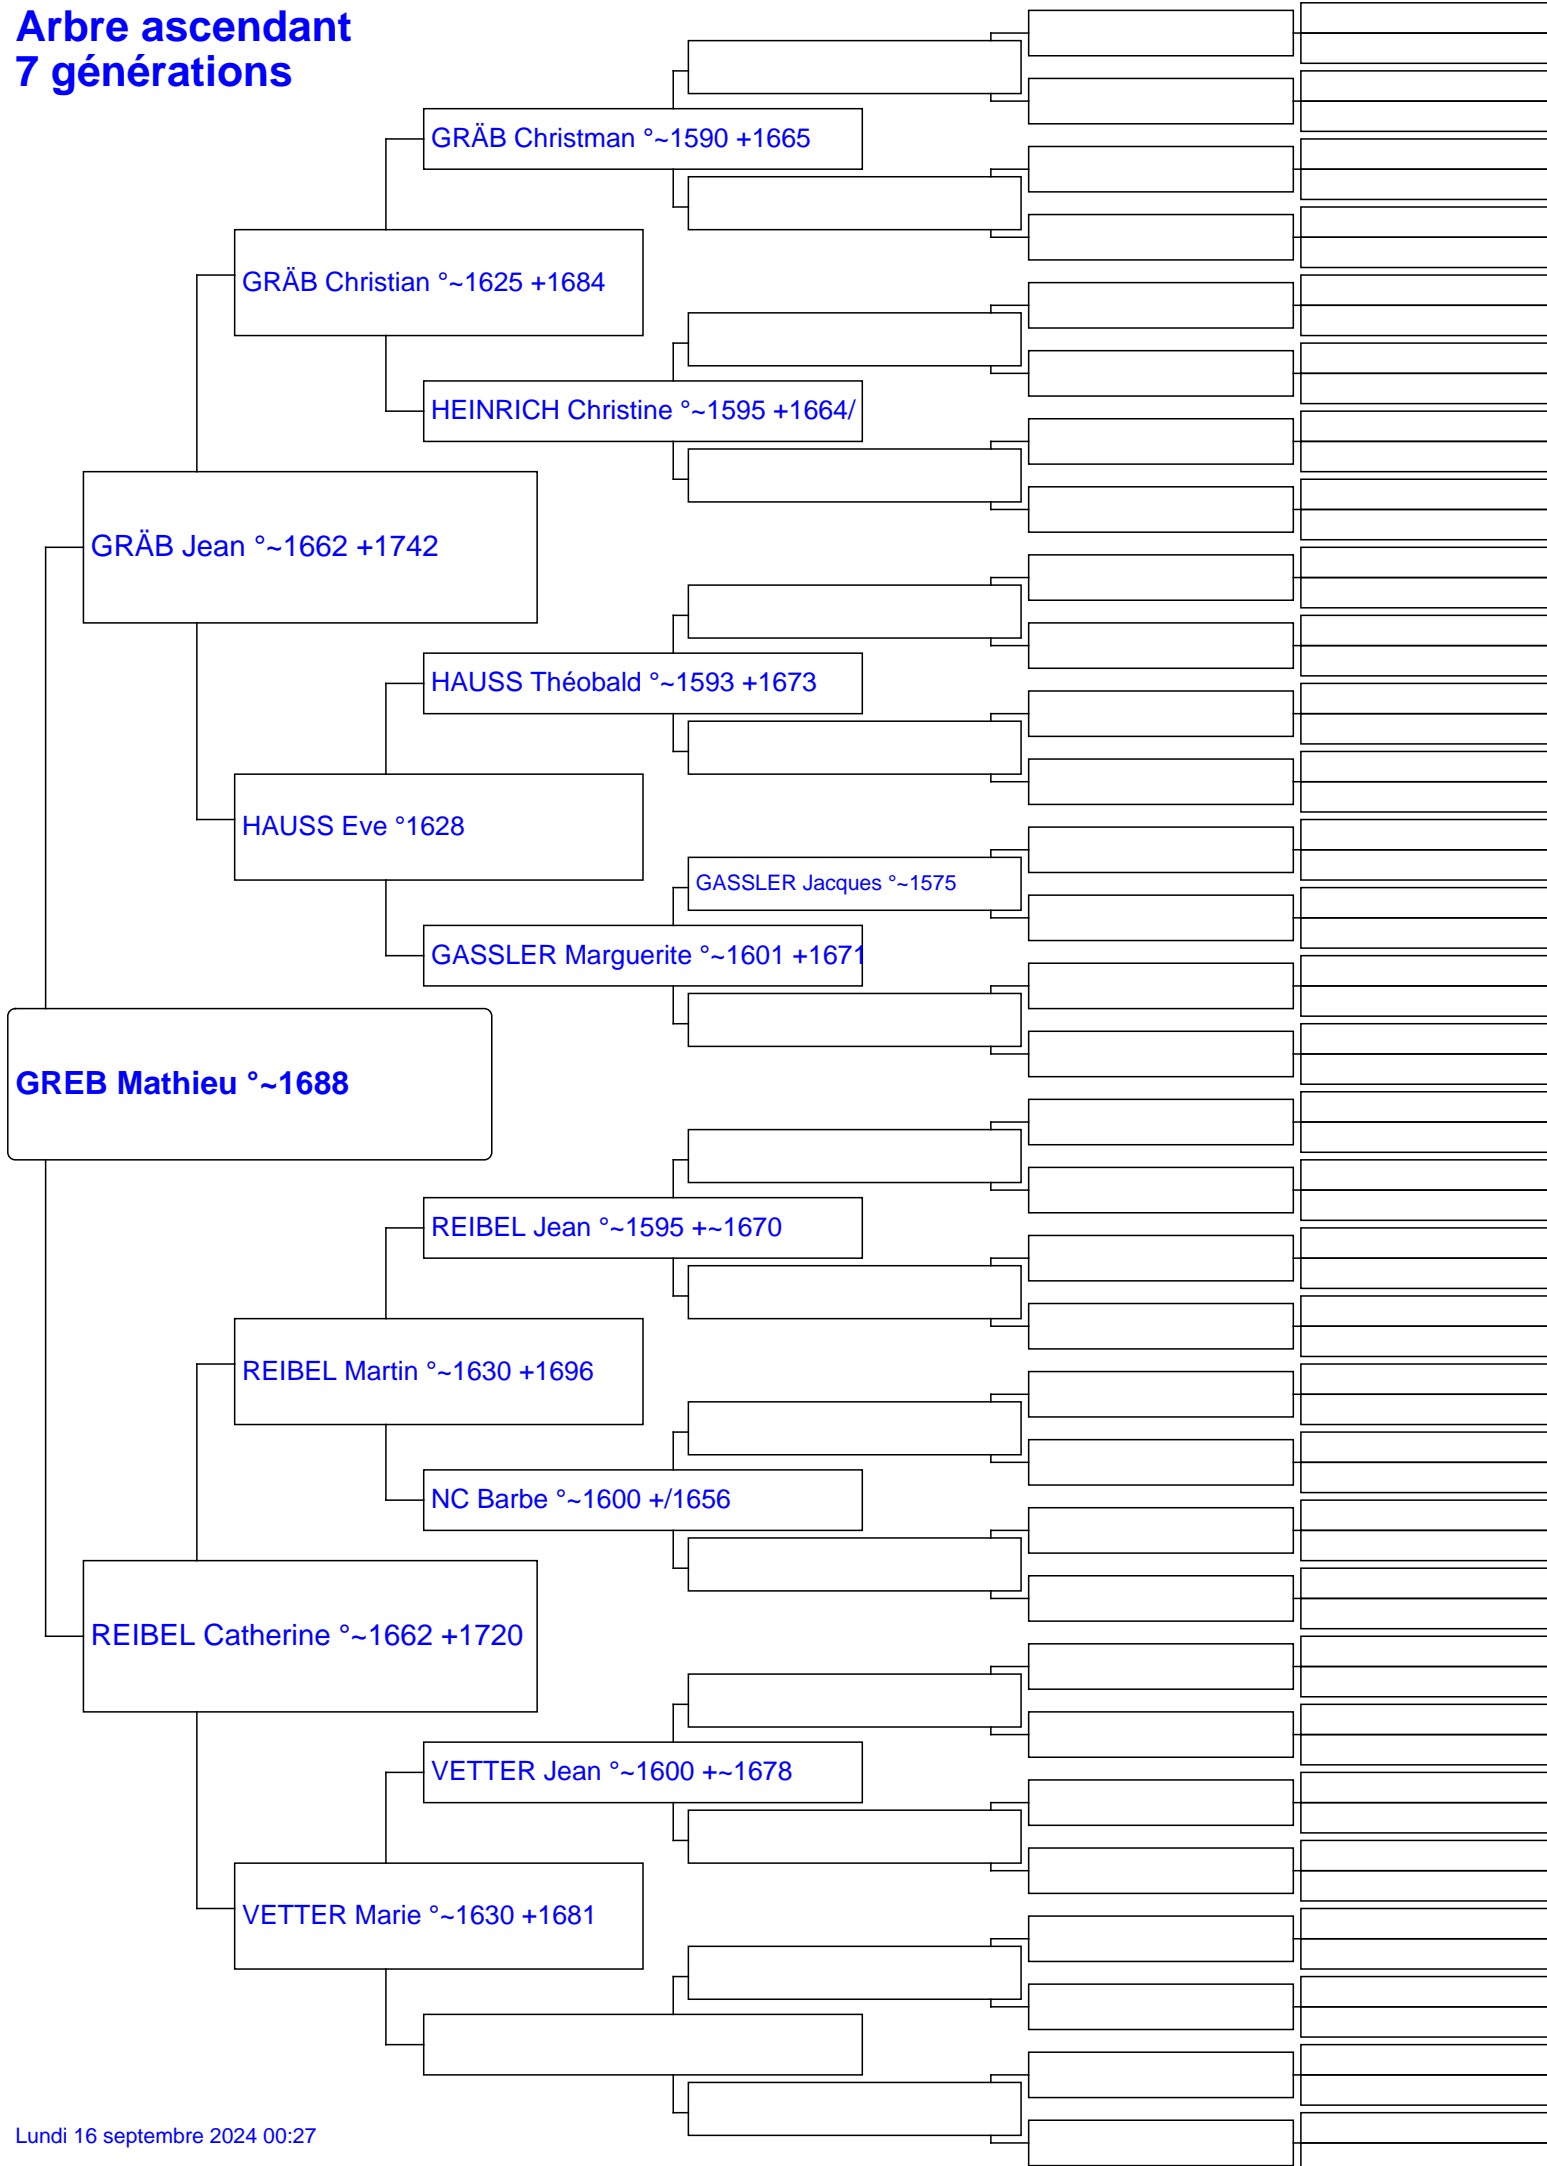 Arbre ascendant
7 générations
GRÄB Christman °~1590 +1665
GRÄB Christian °~1625 +1684
HEINRICH Christine °~1595 +1664/
GRÄB Jean °~1662 +1742
HAUSS Théobald °~1593 +1673
HAUSS Eve °1628
GASSLER Jacques °~1575
GASSLER Marguerite °~1601 +1671
GREB Mathieu °~1688
REIBEL Jean °~1595 +~1670
REIBEL Martin °~1630 +1696
NC Barbe °~1600 +/1656
REIBEL Catherine °~1662 +1720
VETTER Jean °~1600 +~1678
VETTER Marie °~1630 +1681
Lundi 16 septembre 2024 00:27